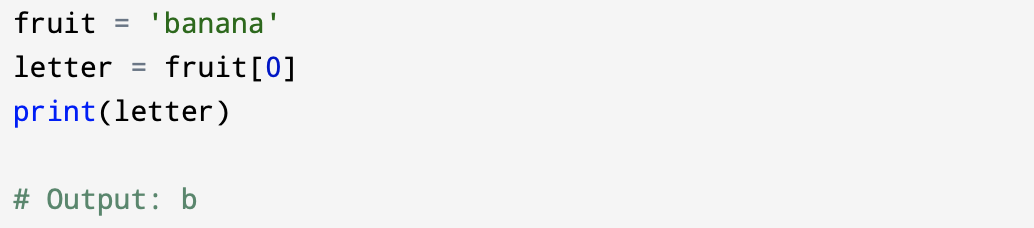 fruit = 'banana'
letter = fruit[0]
print(letter)
# Output: b